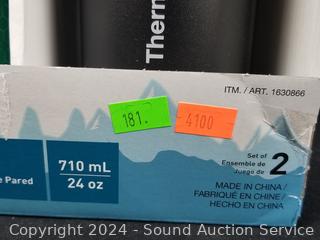 Therm
ITM. / ART. 1630866
181.
4100
e Pared
710 mL
24 oz
Set of
Ensemble de
Juego de
2
MADE IN CHINA /
FABRIQUÉ EN CHINE /
HECHO EN CHINA
Copyright 2024 - Sound Auction Service